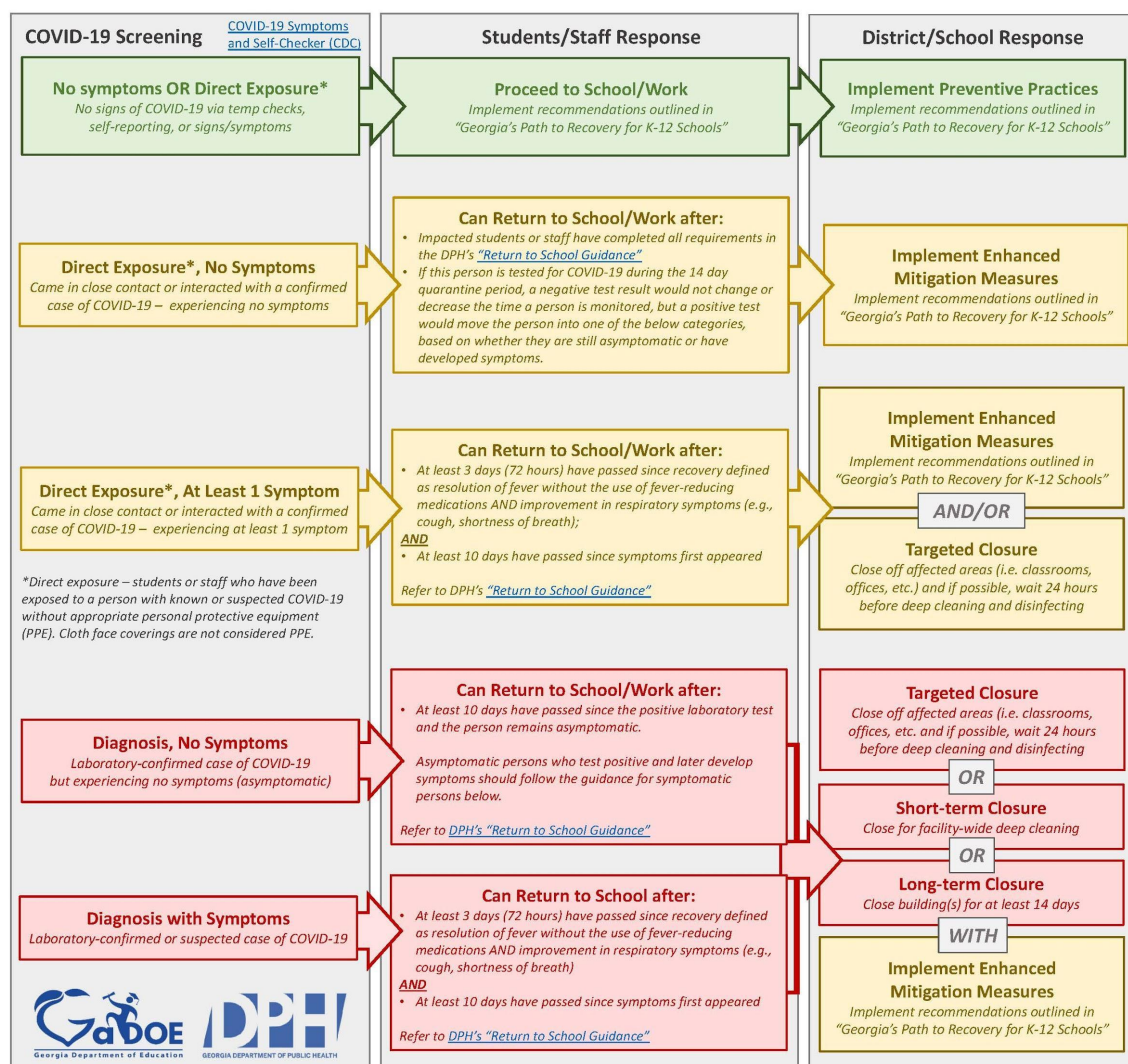 COVID-19 Screening
COVID-19 Symptoms
and Self-Checker (CDC)
Students/Staff Response
District/School Response
No symptoms OR Direct Exposure*
No signs of COVID-19 via temp checks,
self-reporting, or signs/symptoms
Proceed to School/Work
Implement recommendations outlined in
“Georgia’s Path to Recovery for K-12 Schools”
Implement Preventive Practices
Implement recommendations outlined in
“Georgia’s Path to Recovery for K-12 Schools”
Direct Exposure*, No Symptoms
Came in close contact or interacted with a confirmed
case of COVID-19 – experiencing no symptoms
Can Return to School/Work after:
• Impacted students or staff have completed all requirements in
the DPH’s “Return to School Guidance”
• If this person is tested for COVID-19 during the 14 day
quarantine period, a negative test result would not change or
decrease the time a person is monitored, but a positive test
would move the person into one of the below categories,
based on whether they are still asymptomatic or have
developed symptoms.
Implement Enhanced
Mitigation Measures
Implement recommendations outlined in
“Georgia’s Path to Recovery for K-12 Schools”
Direct Exposure*, At Least 1 Symptom
Came in close contact or interacted with a confirmed
case of COVID-19 – experiencing at least 1 symptom
Can Return to School/Work after:
• At least 3 days (72 hours) have passed since recovery defined
as resolution of fever without the use of fever-reducing
medications AND improvement in respiratory symptoms (e.g.,
cough, shortness of breath);
AND
• At least 10 days have passed since symptoms first appeared
Refer to DPH’s “Return to School Guidance”
Implement Enhanced
Mitigation Measures
Implement recommendations outlined in
“Georgia’s Path to Recovery for K-12 Schools”
AND/OR
Targeted Closure
Close off affected areas (i.e. classrooms,
offices, etc.) and if possible, wait 24 hours
before deep cleaning and disinfecting
*Direct exposure – students or staff who have been
exposed to a person with known or suspected COVID-19
without appropriate personal protective equipment
(PPE). Cloth face coverings are not considered PPE.
Diagnosis, No Symptoms
Laboratory-confirmed case of COVID-19
but experiencing no symptoms (asymptomatic)
Can Return to School/Work after:
• At least 10 days have passed since the positive laboratory test
and the person remains asymptomatic.
Asymptomatic persons who test positive and later develop
symptoms should follow the guidance for symptomatic
persons below.
Refer to DPH’s “Return to School Guidance”
Diagnosis with Symptoms
Laboratory-confirmed or suspected case of COVID-19
Can Return to School after:
• At least 3 days (72 hours) have passed since recovery defined
as resolution of fever without the use of fever-reducing
medications AND improvement in respiratory symptoms (e.g.,
cough, shortness of breath)
AND
• At least 10 days have passed since symptoms first appeared
Refer to DPH’s “Return to School Guidance”
Targeted Closure
Close off affected areas (i.e. classrooms,
offices, etc. and if possible, wait 24 hours
before deep cleaning and disinfecting
OR
Short-term Closure
Close for facility-wide deep cleaning
OR
Long-term Closure
Close building(s) for at least 14 days
WITH
Implement Enhanced
Mitigation Measures
Implement recommendations outlined in
“Georgia’s Path to Recovery for K-12 Schools”
GaDOE
Georgia Department of Education
DPH
GEORGIA DEPARTMENT OF PUBLIC HEALTH